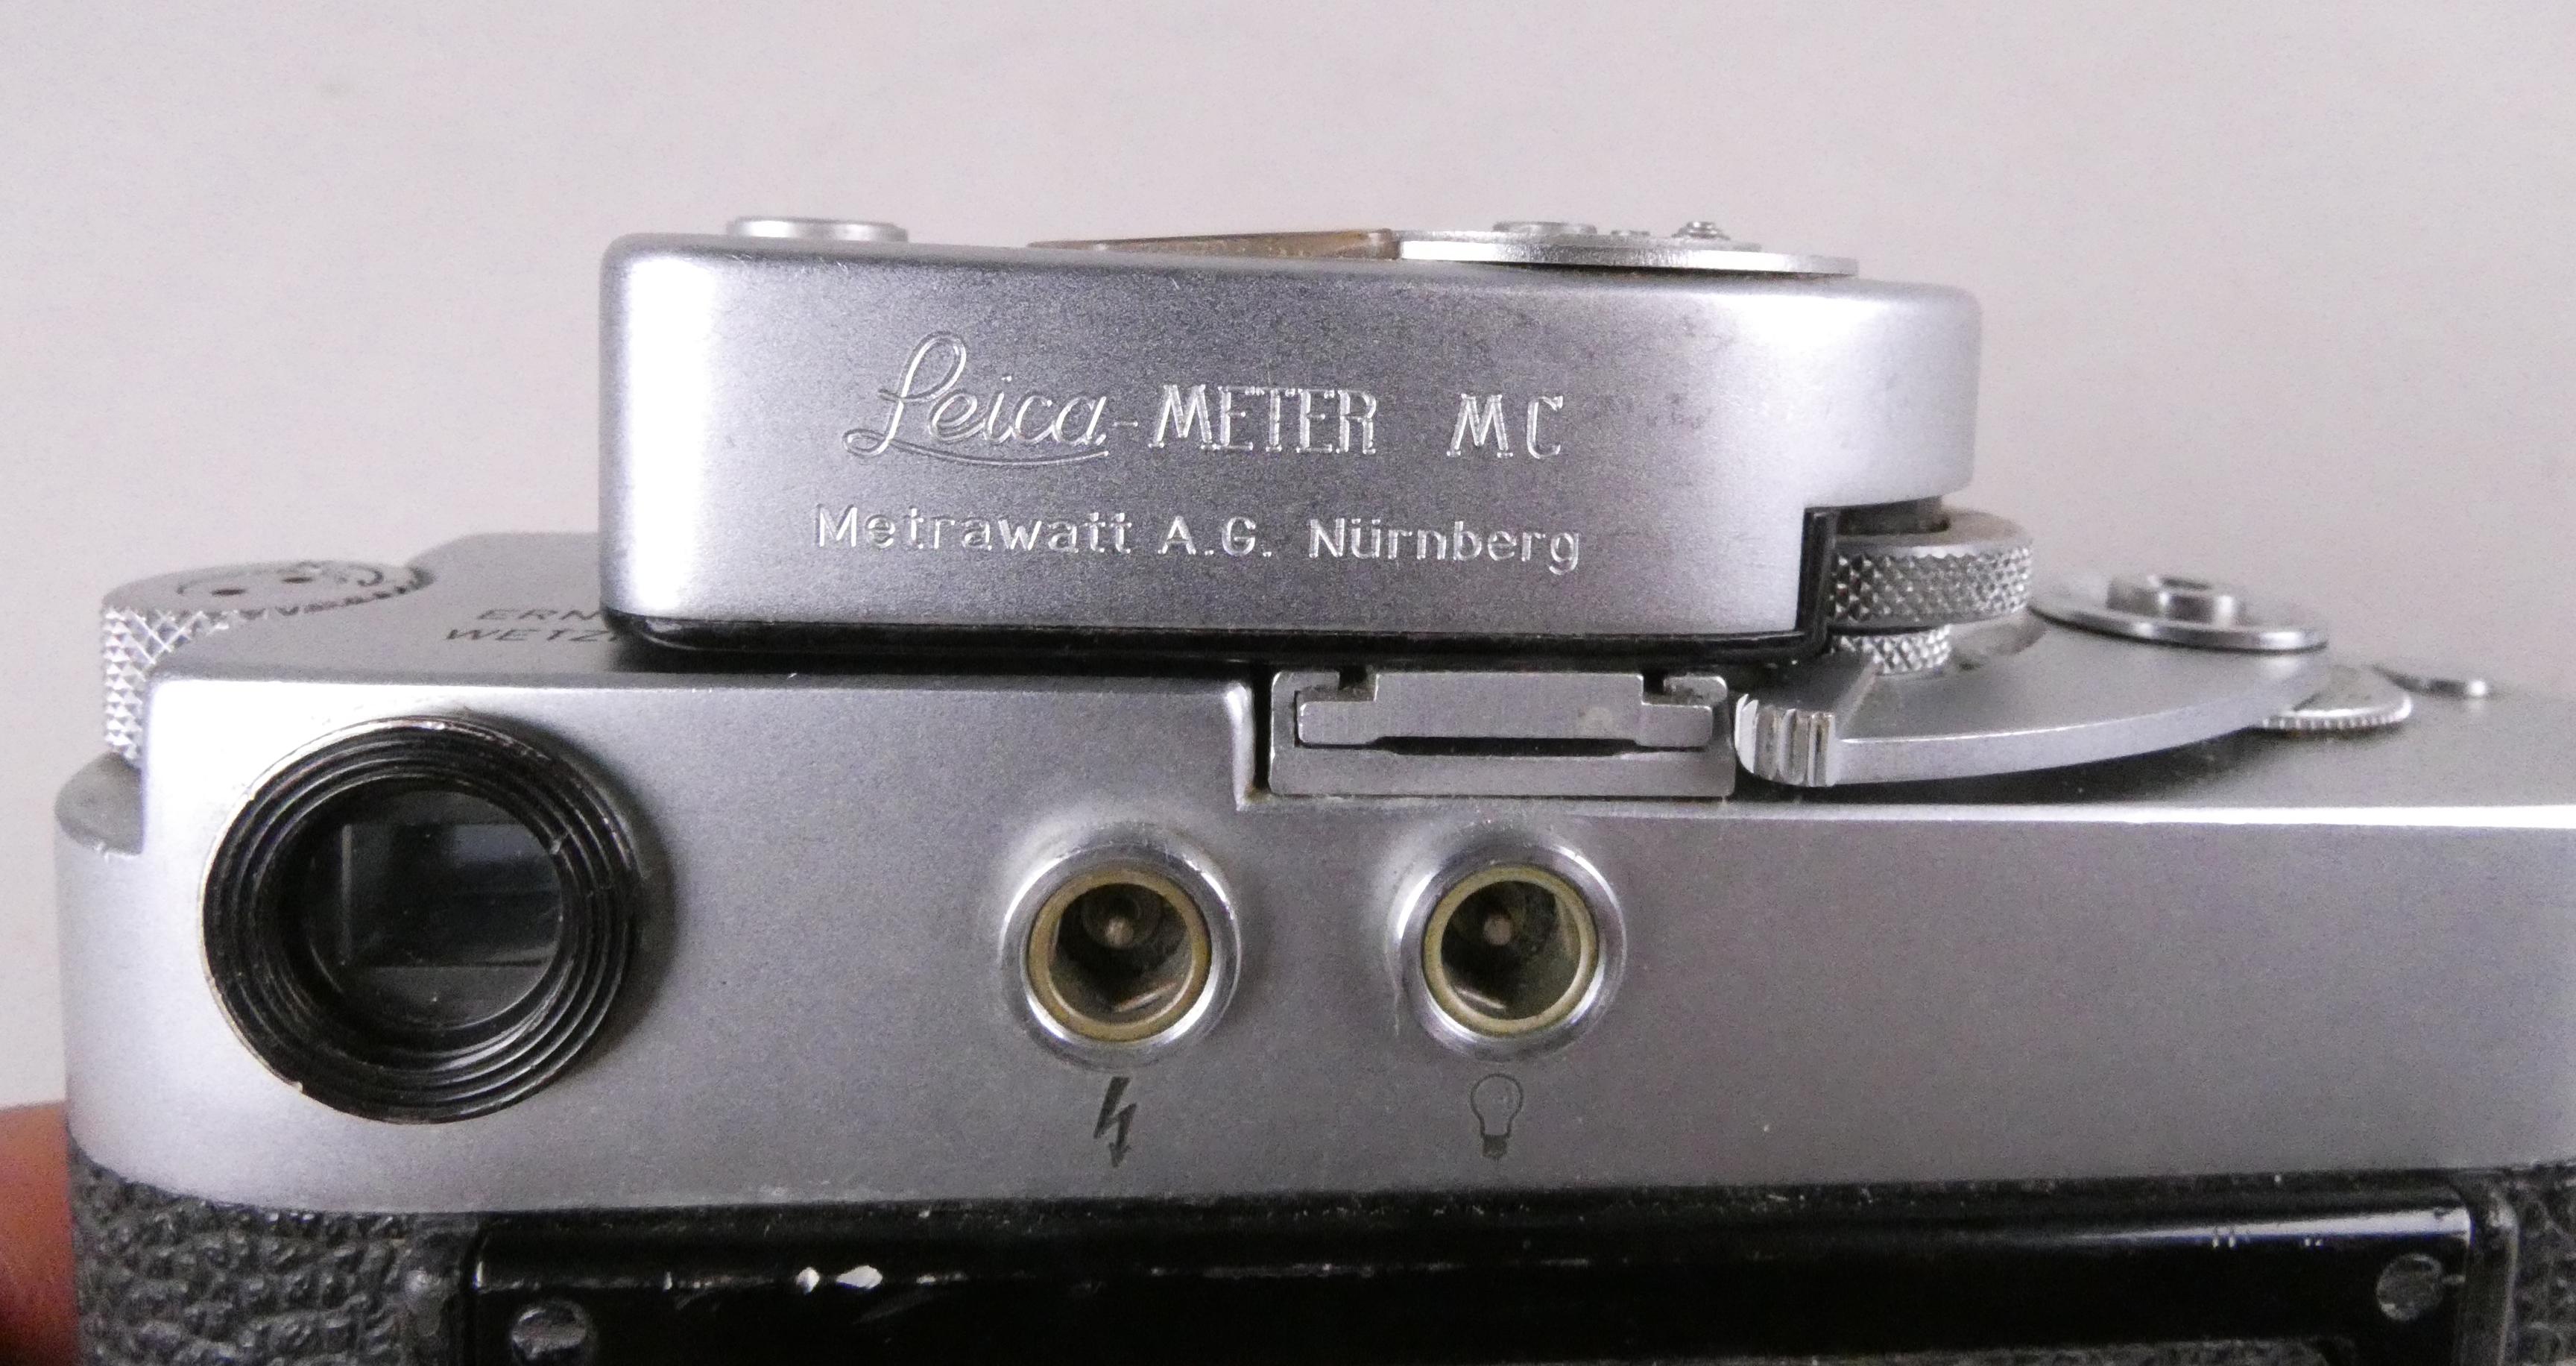 Leica-METER MC
Metrawatt A.G. Nürnberg